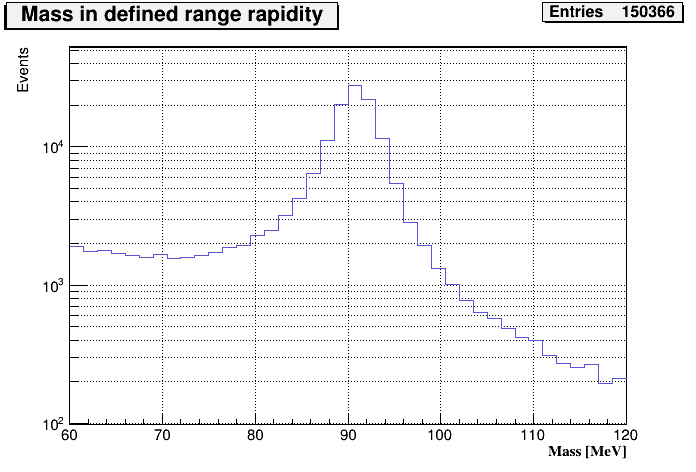 Mass in defined range rapidity
Entries 150366
Events
10^4
10^3
10^2
60 70 80 90 100 110 120
Mass [MeV]